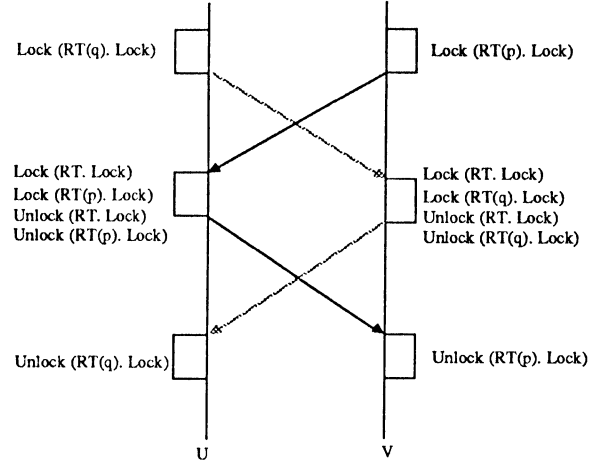 Lock (RT(q). Lock)
Lock (RT(p). Lock)
Lock (RT. Lock)
Lock (RT(p). Lock)
Unlock (RT. Lock)
Unlock (RT(p). Lock)
Lock (RT. Lock)
Lock (RT(q). Lock)
Unlock (RT. Lock)
Unlock (RT(q). Lock)
Unlock (RT(q). Lock)
Unlock (RT(p). Lock)
U
V